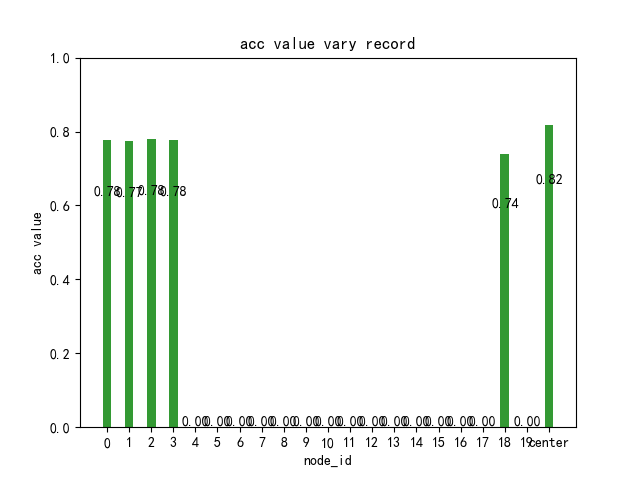 acc value vary record
1.0
0.8
0.6
0.4
0.2
0.0
acc value
0.78 0.77 0.78 0.78 0.00 0.00 0.00 0.00 0.00 0.00 0.00 0.00 0.00 0.00 0.00 0.00 0.00 0.00 0.74 0.00 0.82
0 1 2 3 4 5 6 7 8 9 10 11 12 13 14 15 16 17 18 19 center
node_id